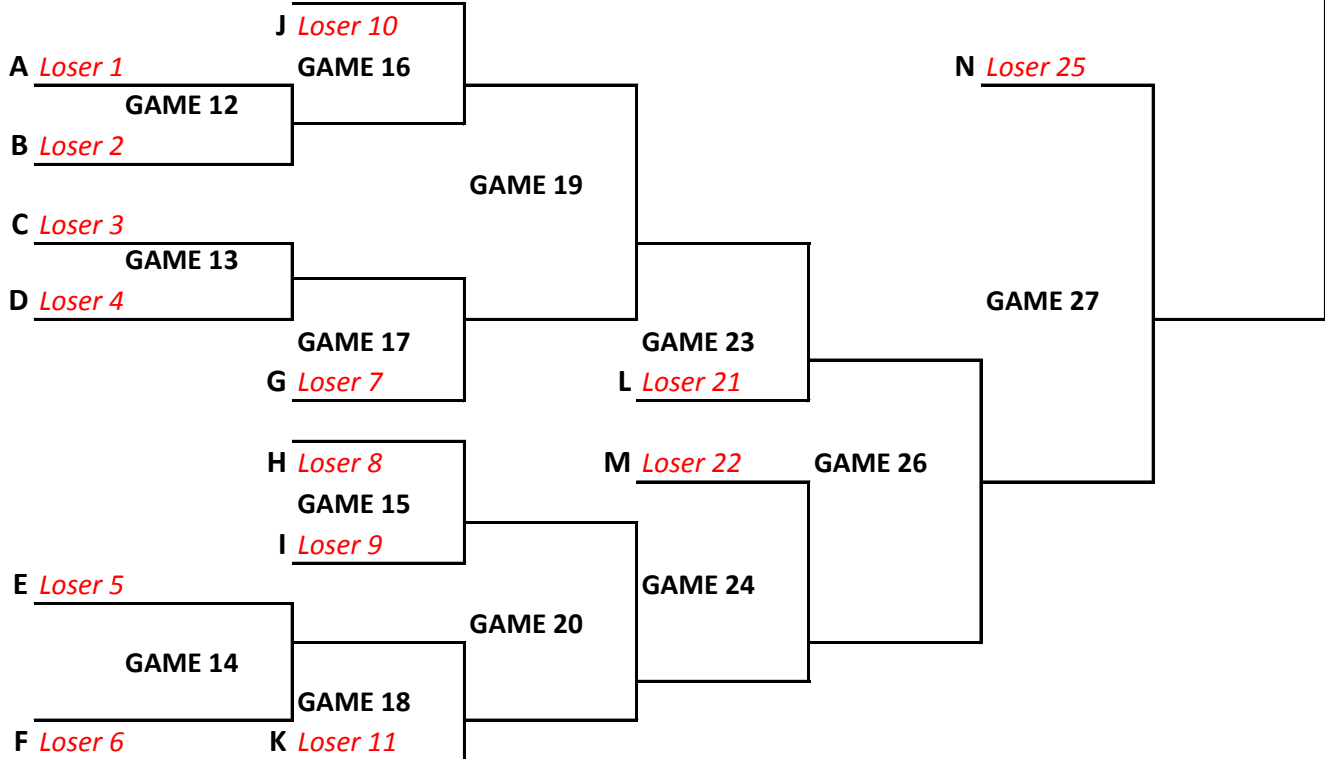 J Loser 10
A Loser 1
GAME 16
N Loser 25
GAME 12
B Loser 2
GAME 19
C Loser 3
GAME 13
D Loser 4
GAME 27
GAME 17
GAME 23
G Loser 7
L Loser 21
H Loser 8
M Loser 22
GAME 26
GAME 15
I Loser 9
E Loser 5
GAME 24
GAME 20
GAME 14
GAME 18
F Loser 6
K Loser 11